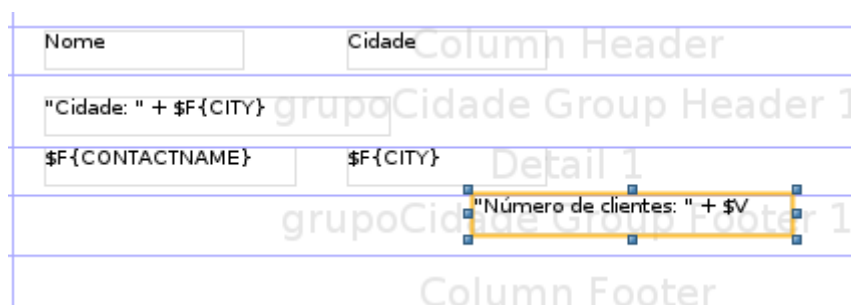 Nome Cidade Column Header
"Cidade: " + $F{CITY} grupoCidade Group Header 1
$F{CONTACTNAME} $F{CITY} Detail 1
"Número de clientes: " + $V
grupoCidade Group Footer 1
Column Footer